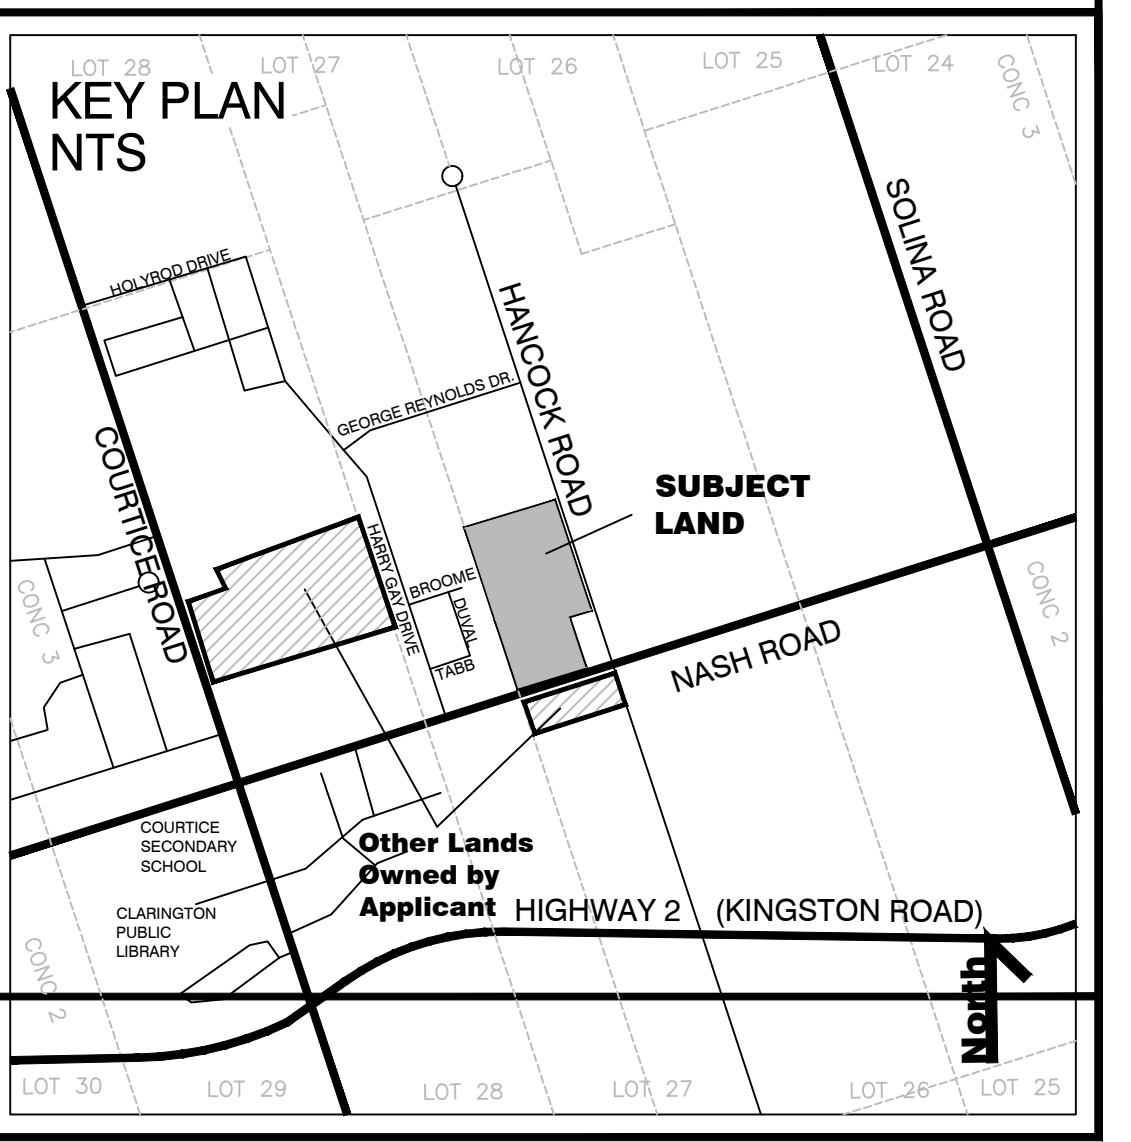 LOT 28
LOT 27
LOT 26
LOT 25
LOT 24
CONC 3
KEY PLAN
NTS
SOLINA ROAD
HOLYROD DRIVE
HANCOCK ROAD
GEORGE REYNOLDS DR.
COURTICE ROAD
SUBJECT
LAND
HARRY GAY DRIVE
BROOME
DUVAL
TABB
CONC 3
CONC 2
NASH ROAD
COURTICE
SECONDARY
SCHOOL
Other Lands
Owned by
Applicant
CLARINGTON
PUBLIC
LIBRARY
HIGHWAY 2 (KINGSTON ROAD)
CONC 2
North
LOT 30
LOT 29
LOT 28
LOT 27
LOT 26
LOT 25